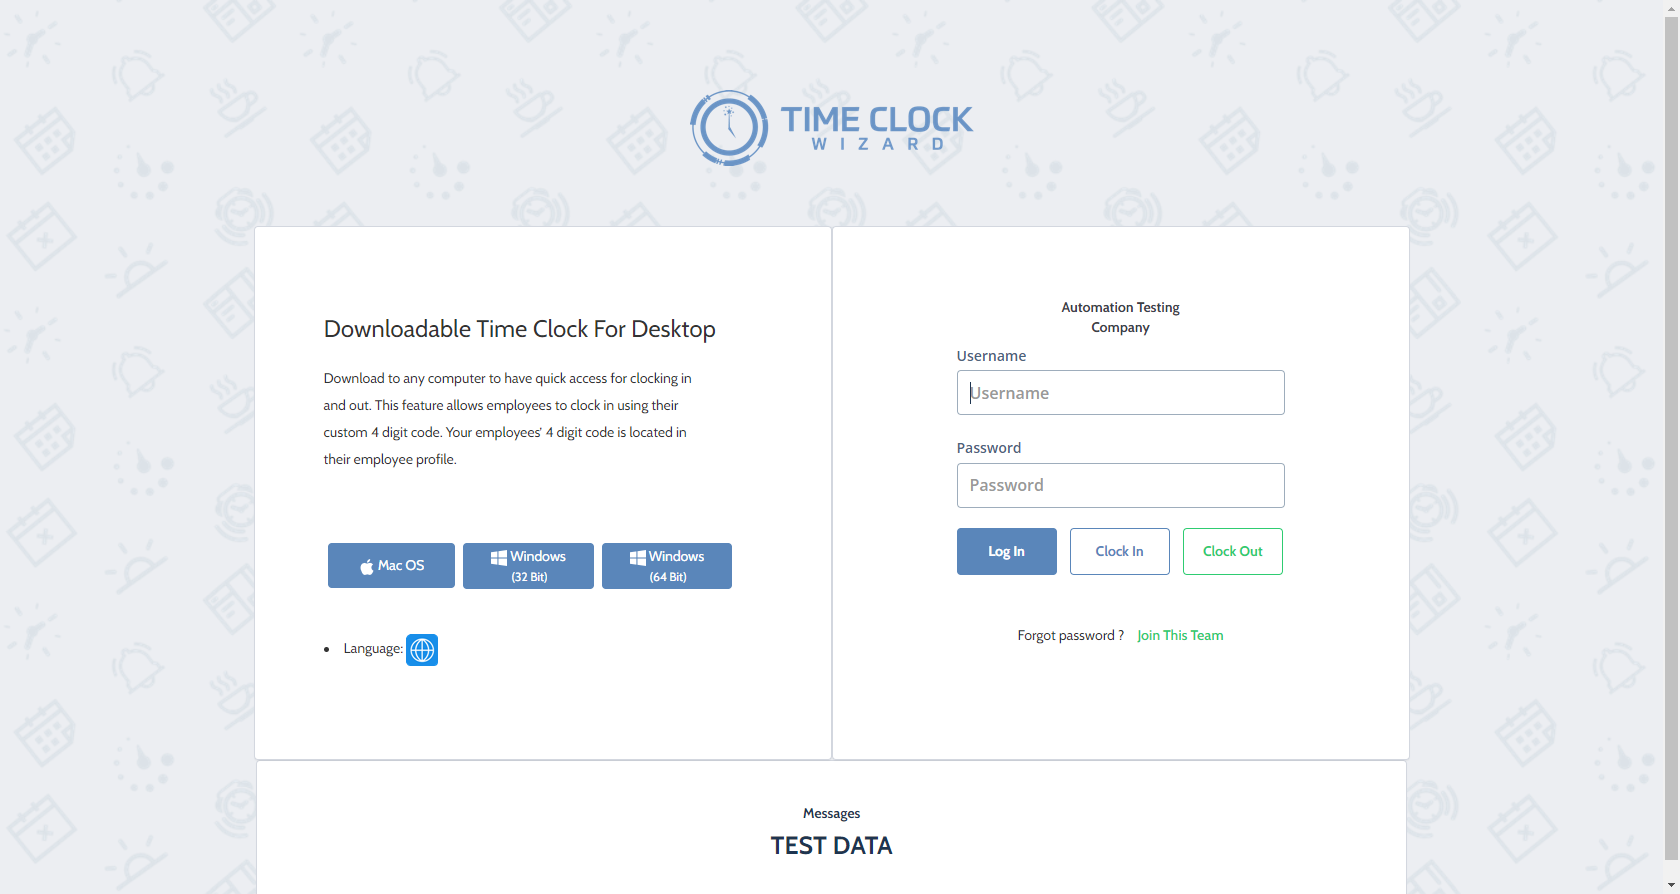 TIME CLOCK
WIZARD
Downloadable Time Clock For Desktop
Download to any computer to have quick access for clocking in
and out. This feature allows employees to clock in using their
custom 4 digit code. Your employees' 4 digit code is located in
their employee profile.
Mac OS
Windows
(32 Bit)
Windows
(64 Bit)
Language:
Automation Testing
Company
Username
Username
Password
Password
Log In
Clock In
Clock Out
Forgot password ?
Join This Team
Messages
TEST DATA